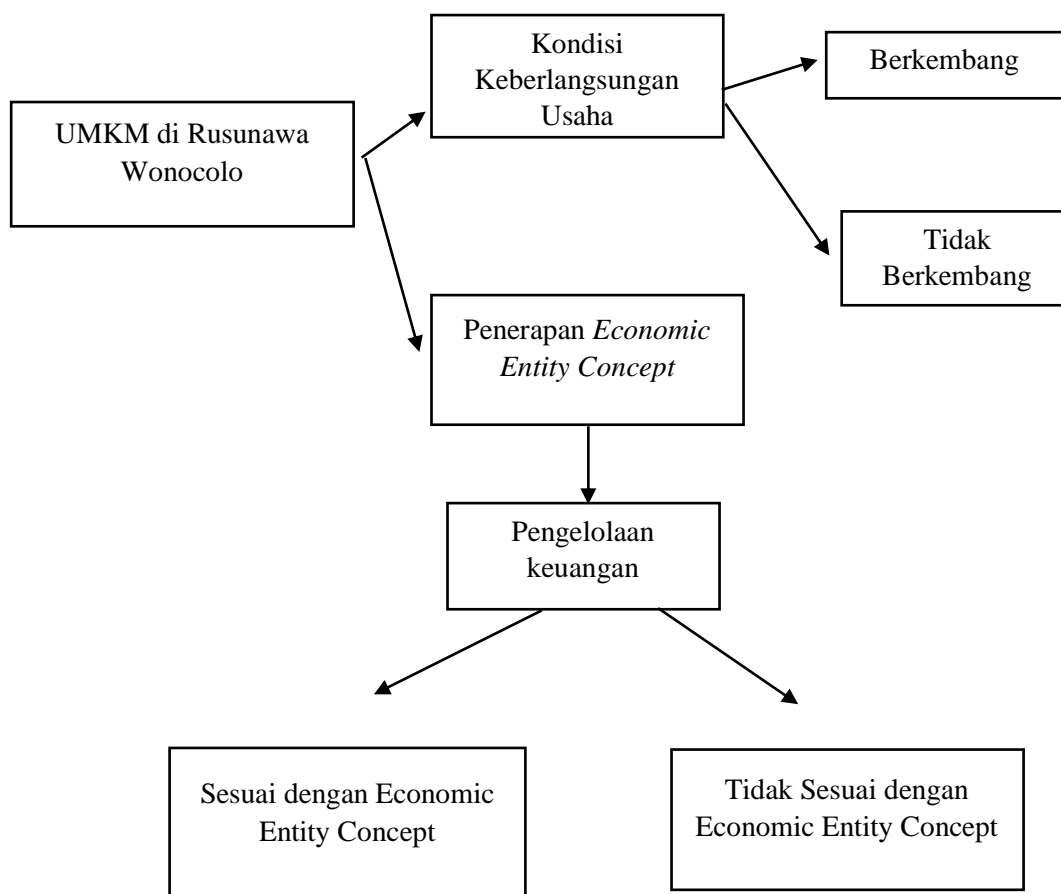 UMKM di Rusunawa
Wonocolo
Kondisi
Keberlangsungan
Usaha
Berkembang
Tidak
Berkembang
Penerapan Economic
Entity Concept
Pengelolaan
keuangan
Sesuai dengan Economic
Entity Concept
Tidak Sesuai dengan
Economic Entity Concept